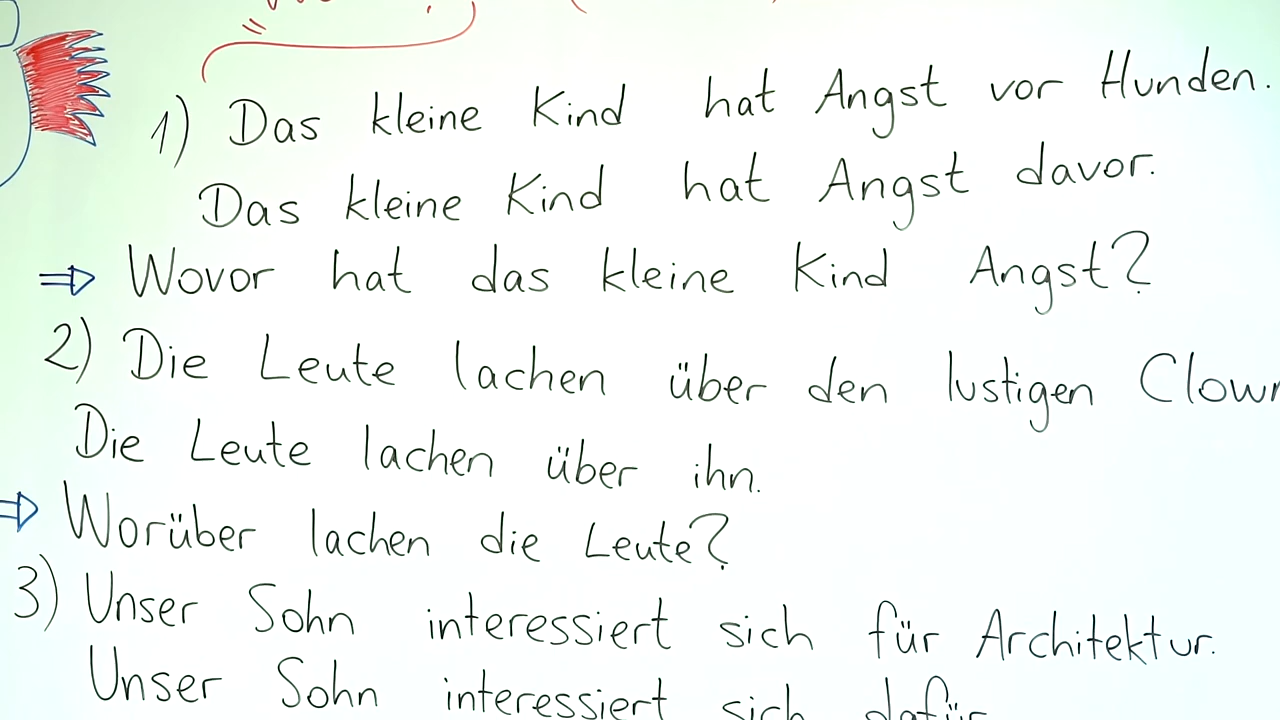 1) Das kleine Kind hat Angst vor Hunden.
Das kleine Kind hat Angst davor.
⇒ Wovor hat das kleine Kind Angst?
2) Die Leute lachen über den lustigen Clown
Die Leute lachen über ihn.
⇒ Worüber lachen die Leute?
3) Unser Sohn interessiert sich für Architektur.
Unser Sohn interessiert sich dafür